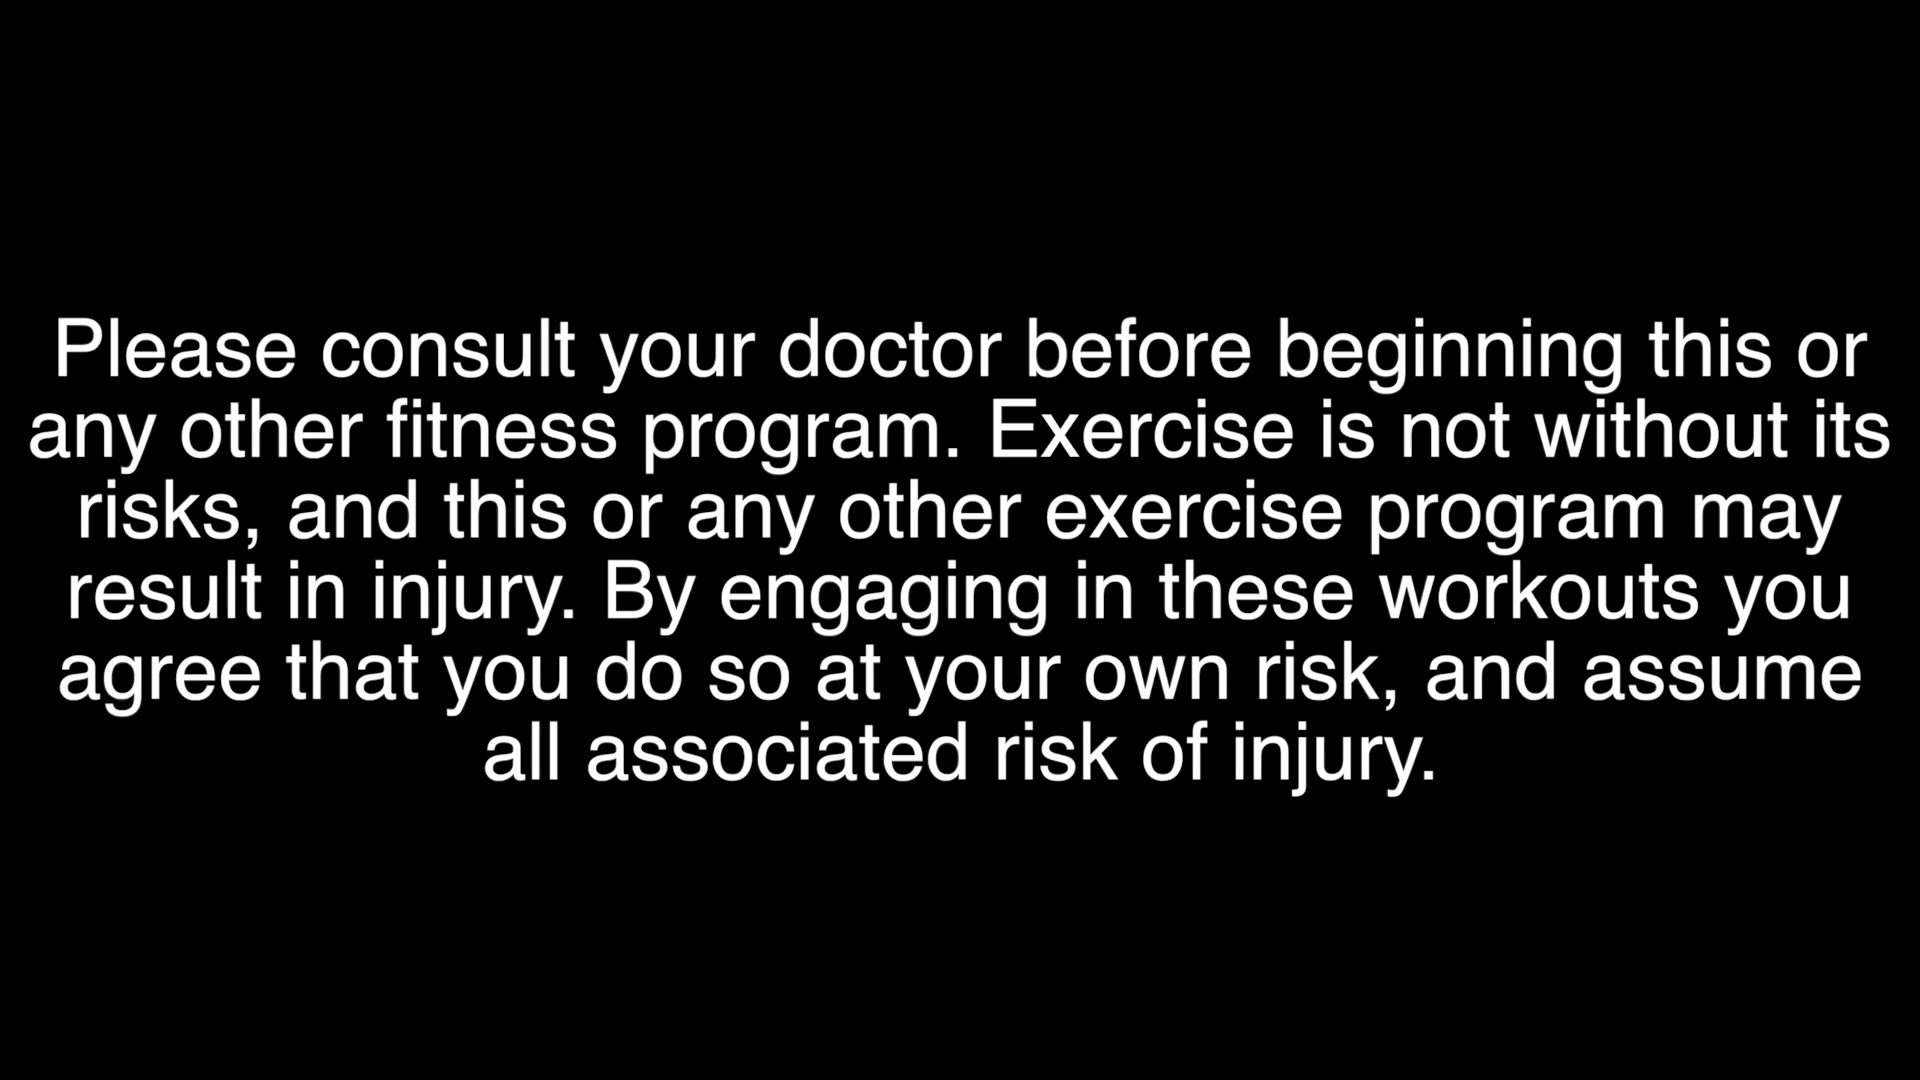 Please consult your doctor before beginning this or
any other fitness program. Exercise is not without its
risks, and this or any other exercise program may
result in injury. By engaging in these workouts you
agree that you do so at your own risk, and assume
all associated risk of injury.